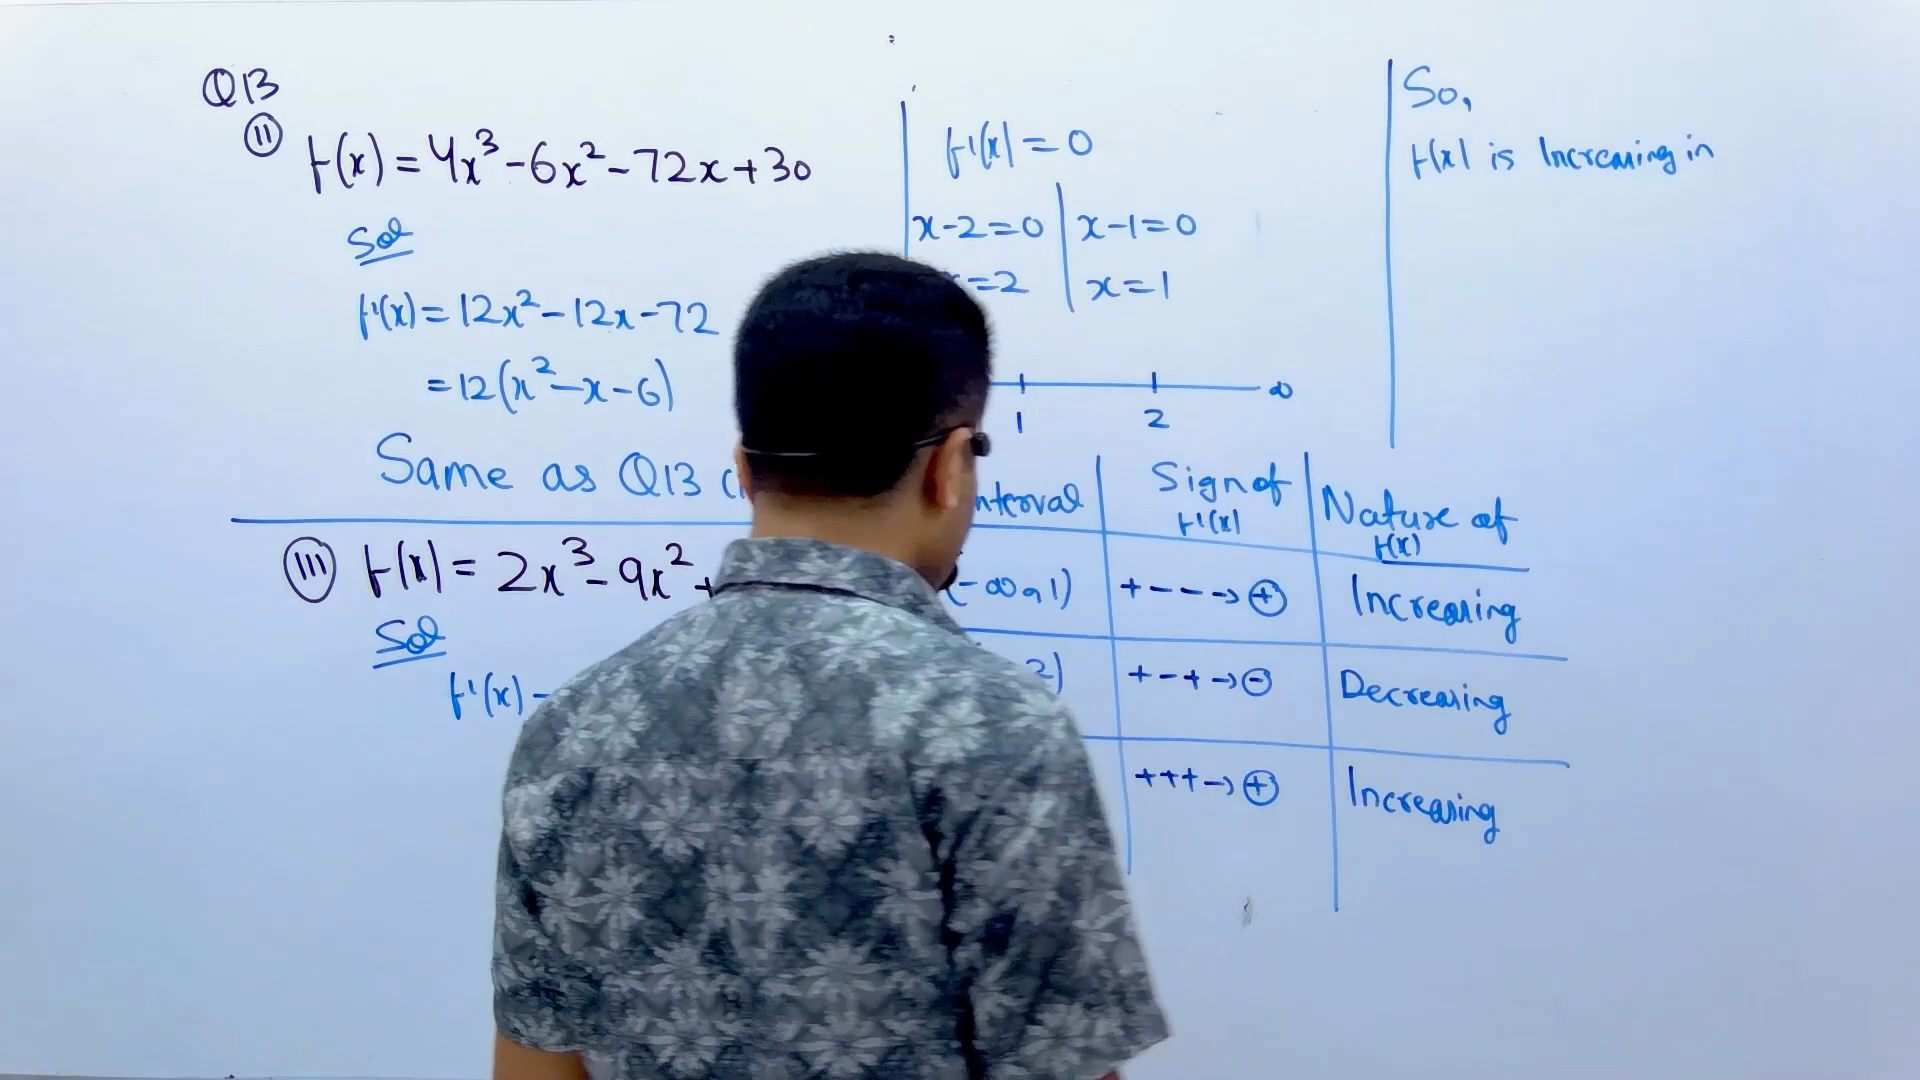 Q13
(ii) f(x) = 4x³ - 6x² - 72x + 30
Sol
f'(x) = 12x² - 12x - 72
= 12(x² - x - 6)
Same as Q13
(iii) f(x) = 2x³ - 9x² +
Sol
f'(x) =
f'(x) = 0
x-2=0 | x-1=0
=2 | x=1
1 2 ∞
nterval | Sign of f'(x) | Nature of f(x)
(-∞, 1) | + - - → ⊕ | Increasing
2) | + - + → ⊖ | Decreasing
+ + + → ⊕ | Increasing
So,
f(x) is Increasing in